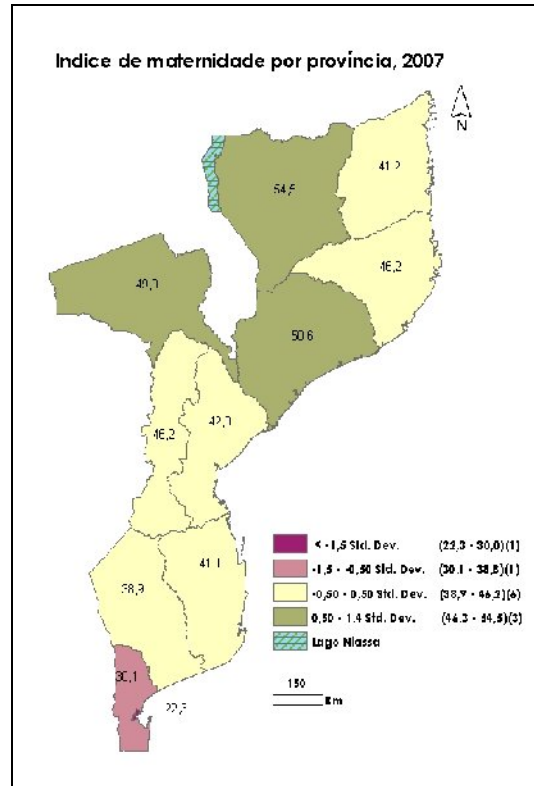 Indice de maternidade por província, 2007
N
41,2
54,5
46,2
49,0
50,6
46,2
42,0
41,1
38,9
30,1
22,3
< -1,5 Std. Dev. (22,3 - 30,0)(1)
-1,5 - -0,50 Std. Dev. (30,1 - 38,8)(1)
-0,50 - 0,50 Std. Dev. (38,9 - 46,2)(6)
0,50 - 1.4 Std. Dev. (46,3 - 54,5)(3)
Lago Niassa
150
Km